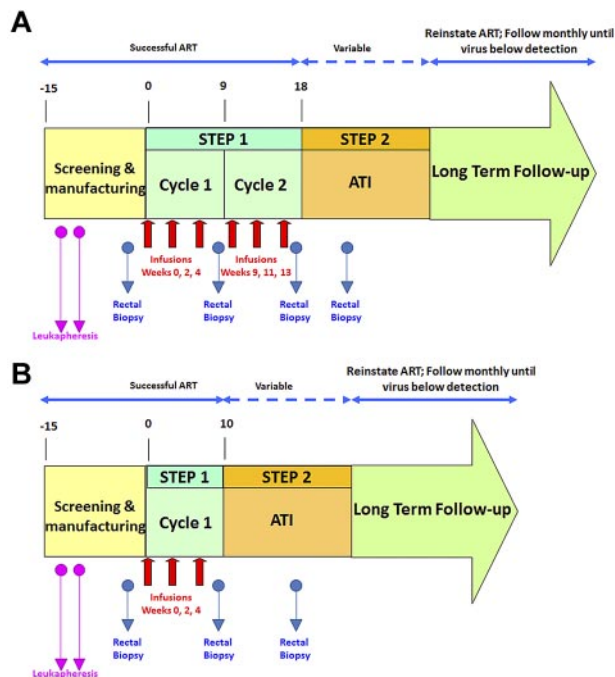 A
Successful ART
Variable
Reinstate ART; Follow monthly until
virus below detection
-15
0
9
18
Screening &
manufacturing
STEP 1
Cycle 1
Cycle 2
STEP 2
ATI
Long Term Follow-up
Infusions
Weeks 0, 2, 4
Infusions
Weeks 9, 11, 13
Rectal
Biopsy
Rectal
Biopsy
Rectal
Biopsy
Rectal
Biopsy
Leukapheresis
B
Successful ART
Variable
Reinstate ART; Follow monthly until
virus below detection
-15
0
10
Screening &
manufacturing
STEP 1
Cycle 1
STEP 2
ATI
Long Term Follow-up
Infusions
Weeks 0, 2, 4
Rectal
Biopsy
Rectal
Biopsy
Rectal
Biopsy
Leukapheresis